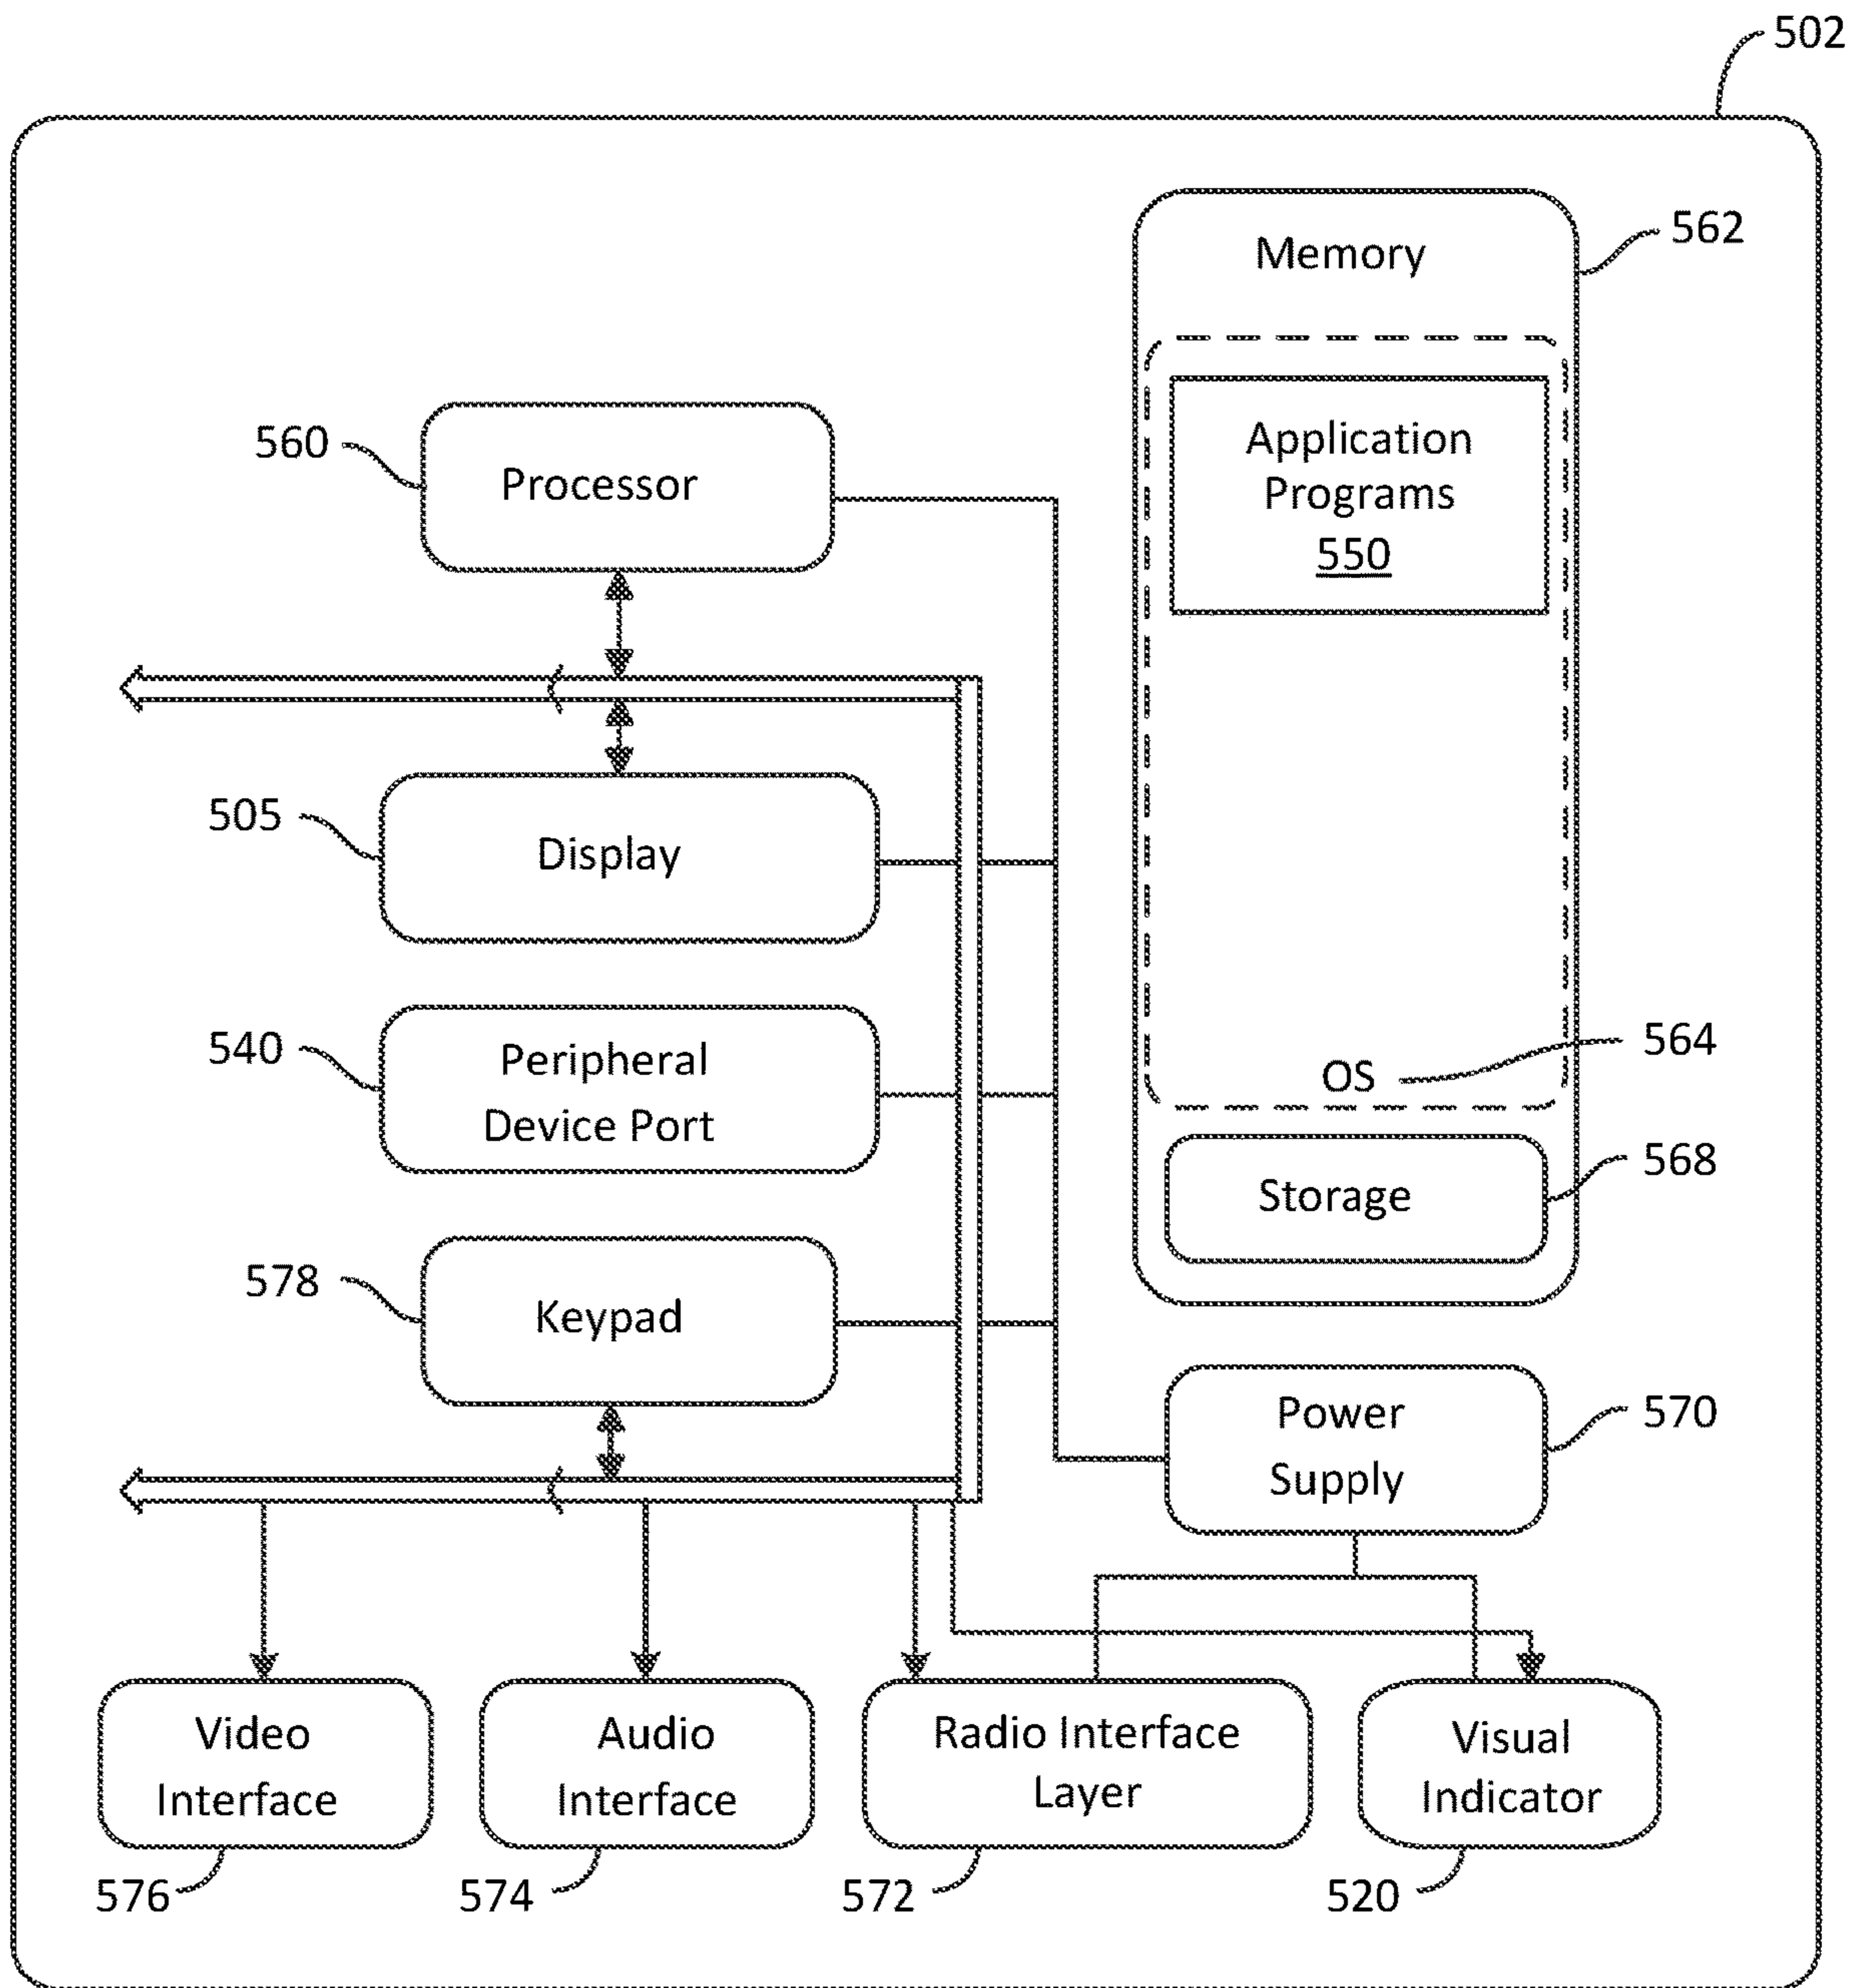 502
Memory
562
Application
Programs
550
560
Processor
505
Display
540
Peripheral
Device Port
OS
564
Storage
568
578
Keypad
Power
Supply
570
Video
Interface
576
Audio
Interface
574
Radio Interface
Layer
572
Visual
Indicator
520